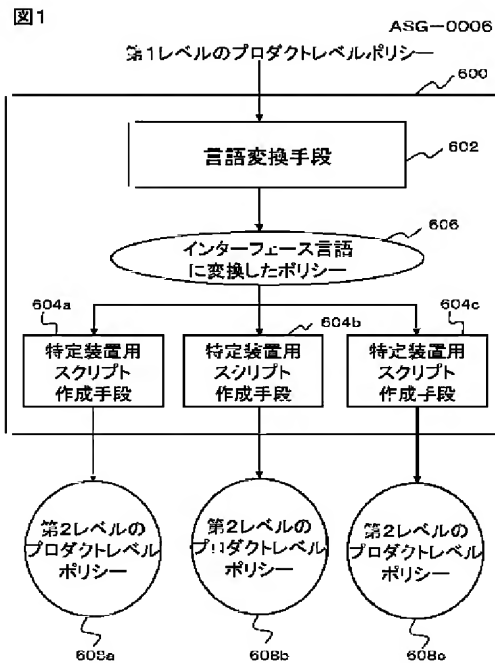 図1
ASG-0006
第1レベルのプロダクトレベルポリシー
600
言語変換手段
602
606
インターフェース言語
に変換したポリシー
604a
604b
604c
特定装置用
スクリプト
作成手段
特定装置用
スクリプト
作成手段
特定装置用
スクリプト
作成手段
第2レベルの
プロダクトレベル
ポリシー
第2レベルの
プロダクトレベル
ポリシー
第2レベルの
プロダクトレベル
ポリシー
608a
608b
608c